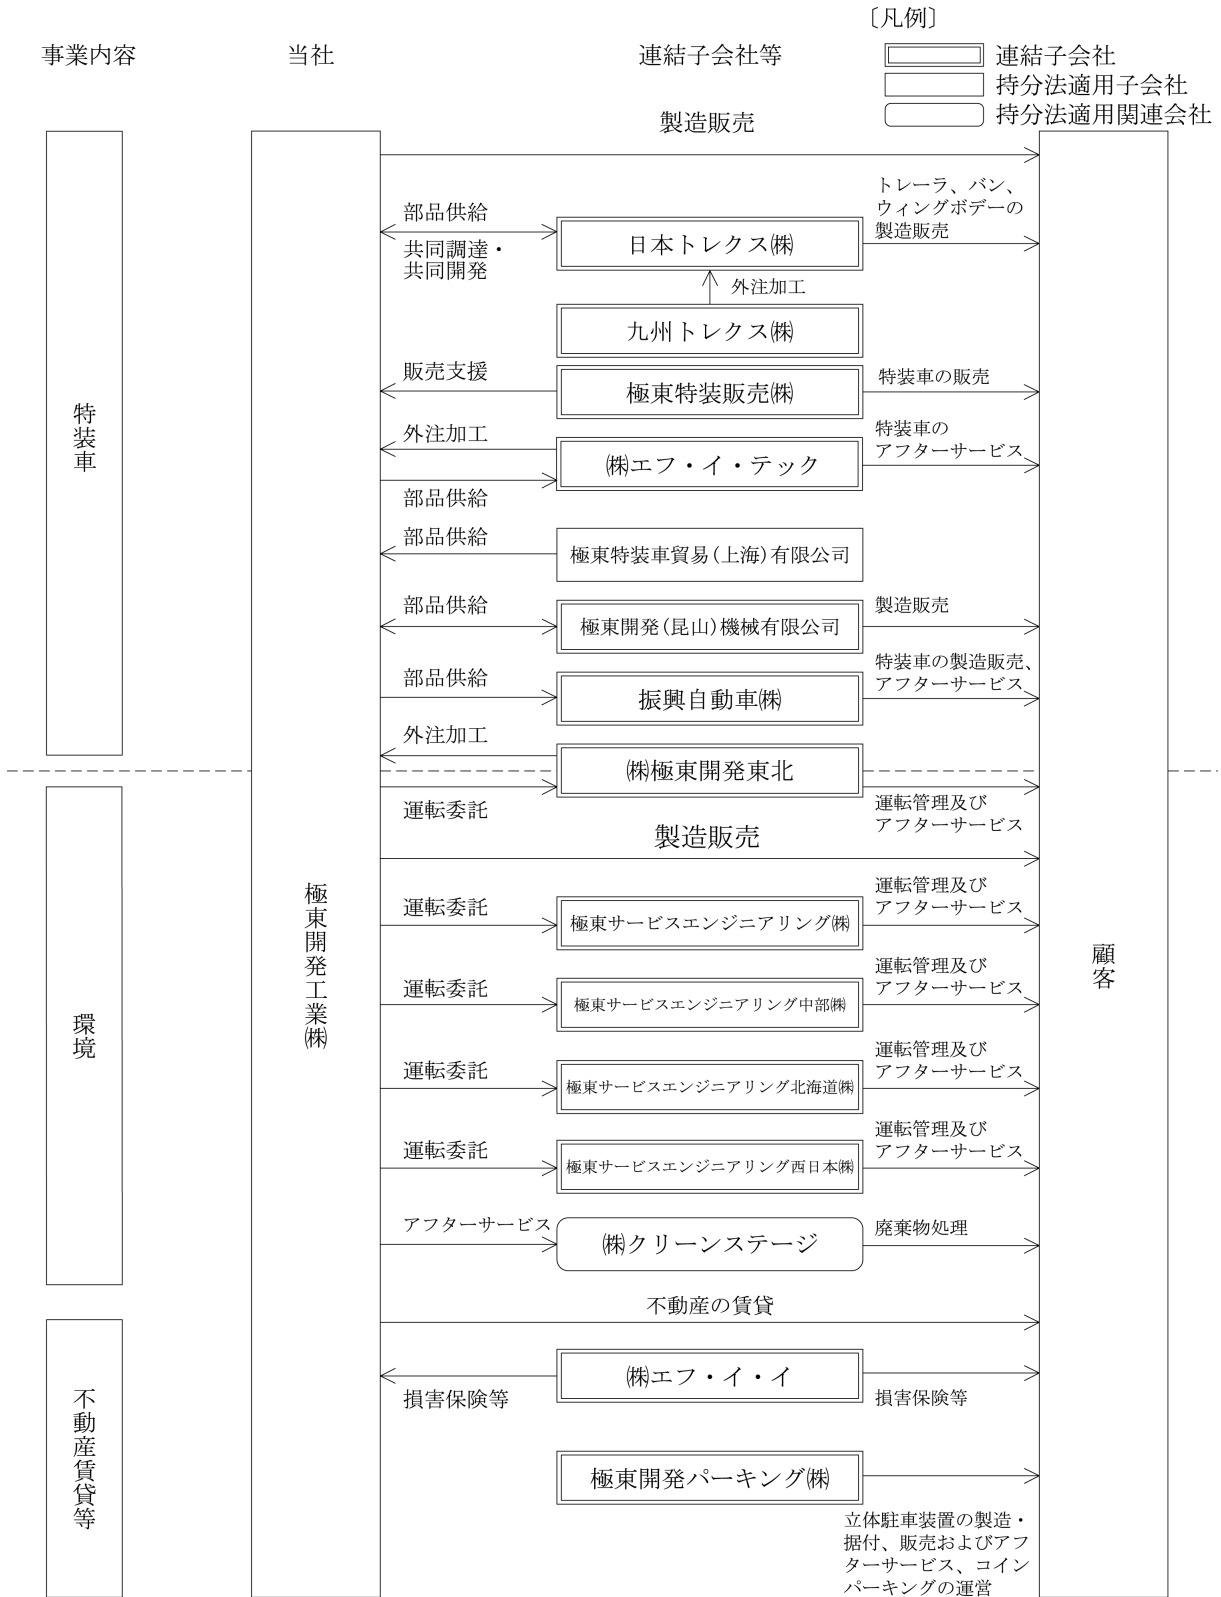 〔凡例〕
事業内容
当社
連結子会社等
連結子会社
持分法適用子会社
持分法適用関連会社
製造販売
特装車
部品供給
共同調達・
共同開発
日本トレクス㈱
トレーラ、バン、
ウィングボデーの
製造販売
外注加工
九州トレクス㈱
販売支援
極東特装販売㈱
特装車の販売
外注加工
部品供給
㈱エフ・イ・テック
特装車の
アフターサービス
部品供給
極東特装車貿易(上海)有限公司
部品供給
極東開発(昆山)機械有限公司
製造販売
部品供給
振興自動車㈱
特装車の製造販売、
アフターサービス
外注加工
運転委託
㈱極東開発東北
運転管理及び
アフターサービス
極東開発工業㈱
顧客
環境
製造販売
運転委託
極東サービスエンジニアリング㈱
運転管理及び
アフターサービス
運転委託
極東サービスエンジニアリング中部㈱
運転管理及び
アフターサービス
運転委託
極東サービスエンジニアリング北海道㈱
運転管理及び
アフターサービス
運転委託
極東サービスエンジニアリング西日本㈱
運転管理及び
アフターサービス
アフターサービス
㈱クリーンステージ
廃棄物処理
不動産賃貸等
不動産の賃貸
損害保険等
㈱エフ・イ・イ
損害保険等
極東開発パーキング㈱
立体駐車装置の製造・
据付、販売およびアフ
ターサービス、コイン
パーキングの運営